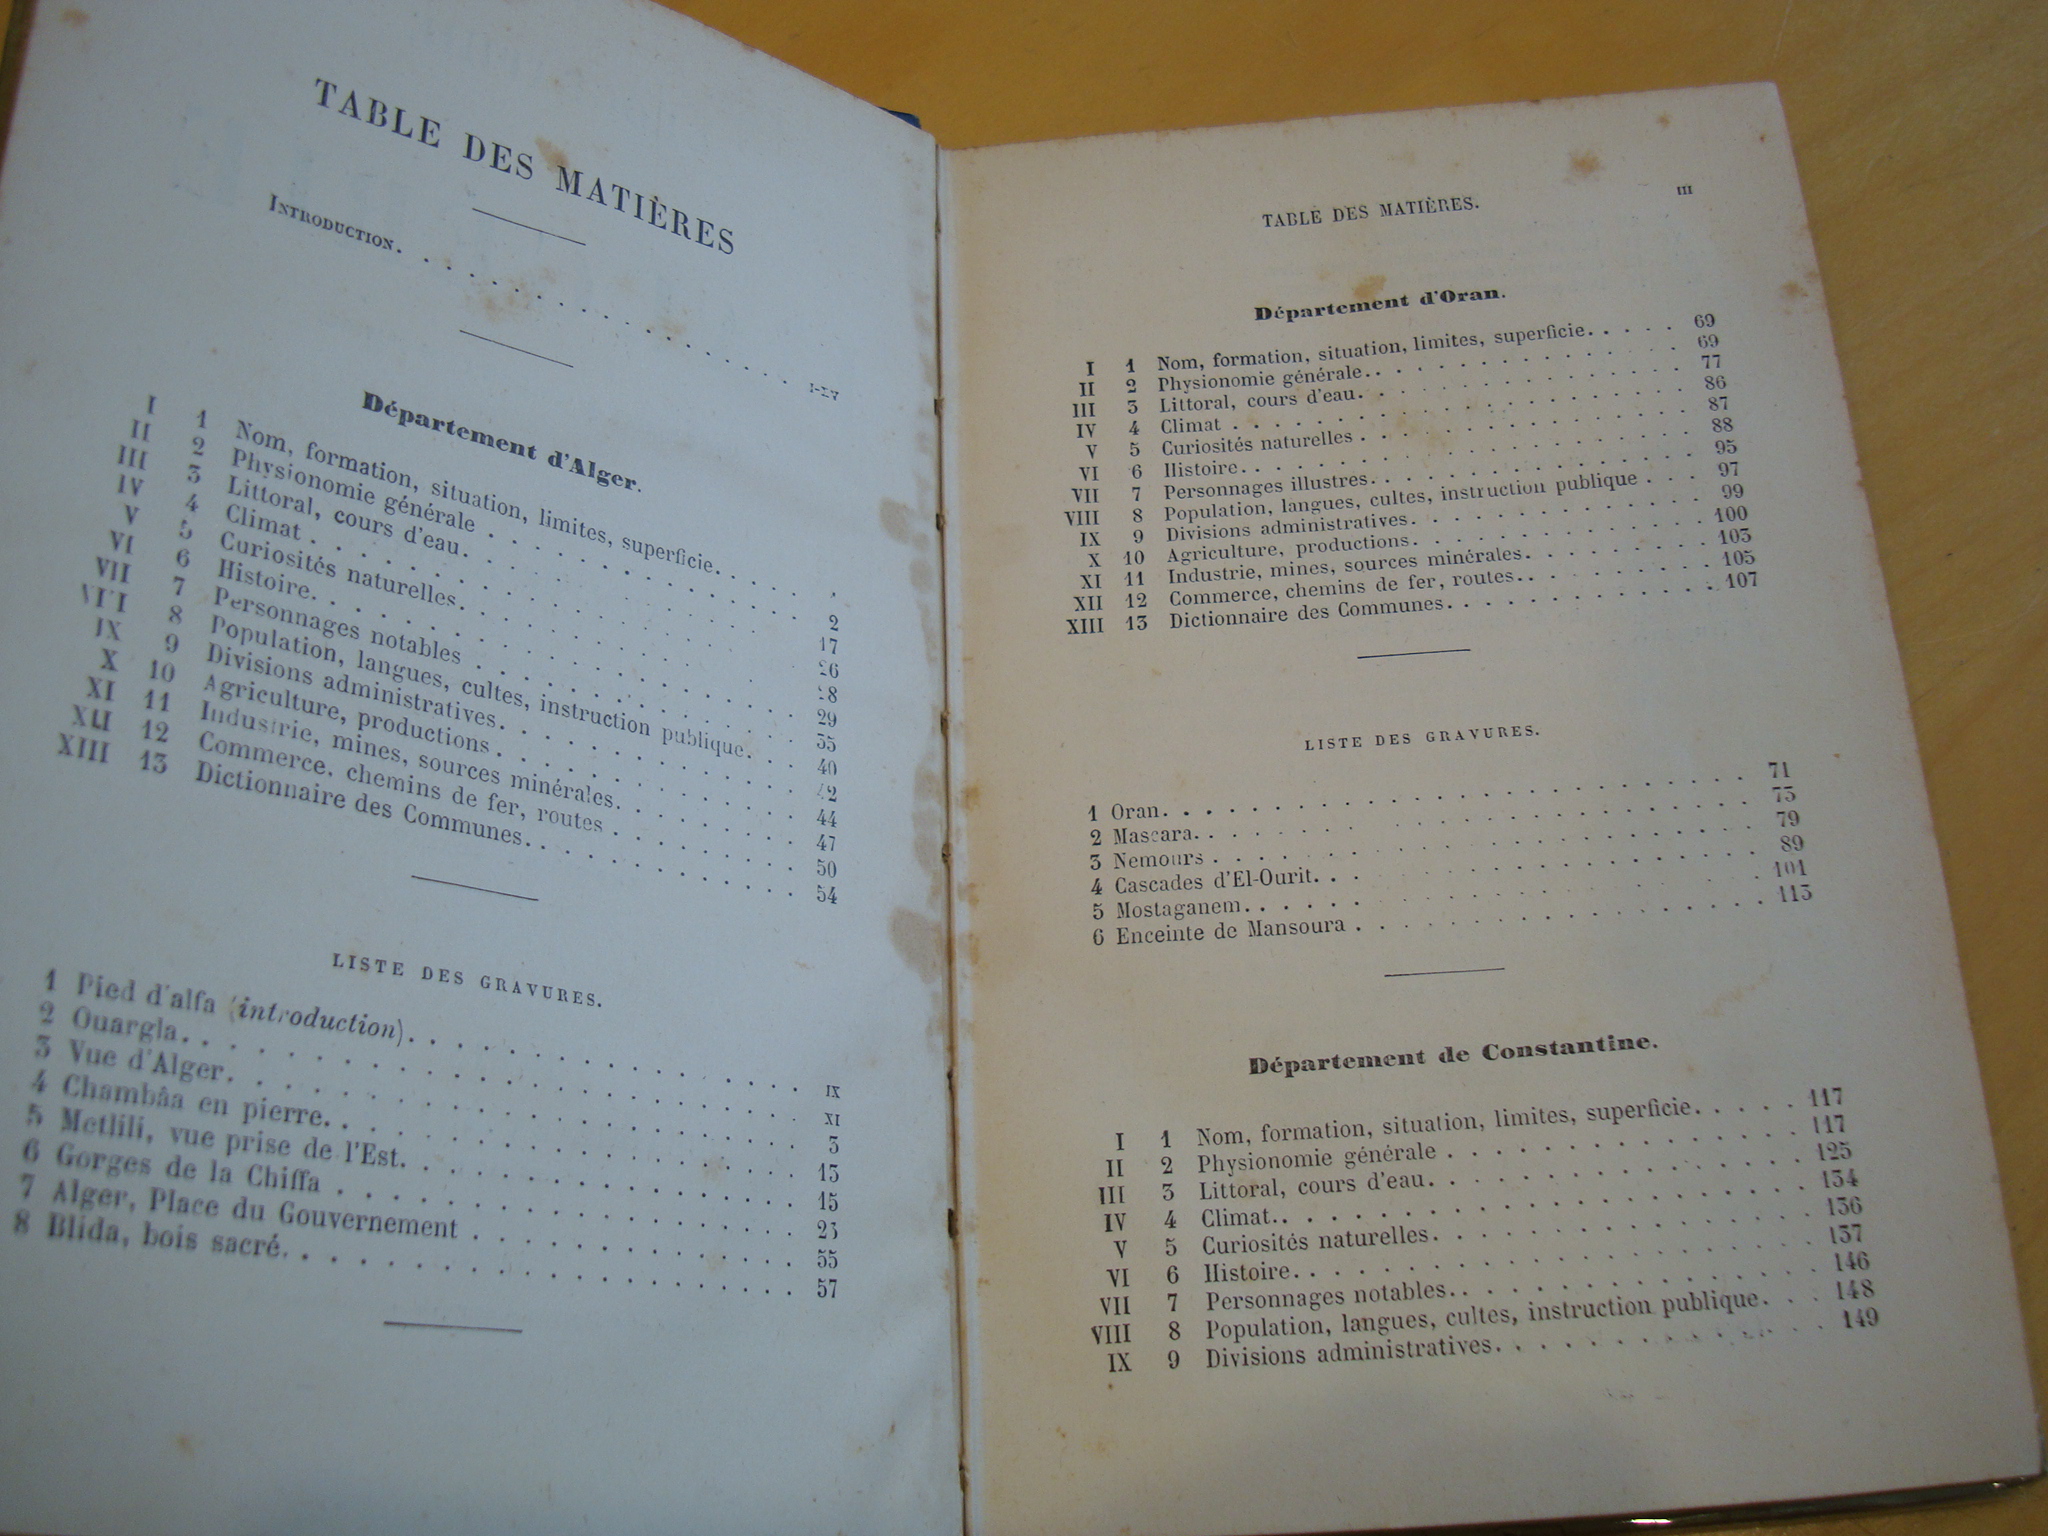 TABLE DES MATIÈRES
INTRODUCTION. . . . . . . . . . . . . . . . . .
Département d'Alger.
I 1 Nom, formation, situation, limites, superficie. . . . .
II 2 Physionomie générale . . . . . . . . . . . . 2
III 3 Littoral, cours d'eau. . . . . . . . . . . . 17
IV 4 Climat . . . . . . . . . . . . 26
V 5 Curiosités naturelles. . . . . . . . . . . . 28
VI 6 Histoire. . . . . . . . . . . . 29
VII 7 Personnages notables . . . . . . . . . . . . 35
VIII 8 Population, langues, cultes, instruction publique. . . 40
IX 9 Divisions administratives. . . . . . . . . . . . 42
X 10 Agriculture, productions . . . . . . . . . . . . 44
XI 11 Industrie, mines, sources minérales. . . . . . . . 47
XII 12 Commerce, chemins de fer, routes . . . . . . . . 50
XIII 13 Dictionnaire des Communes. . . . . . . . . . . . 54
LISTE DES GRAVURES.
1 Pied d'alfa (introduction). . . . . . . . . . . . IX
2 Ouargla. . . . . . . . . . . . XI
3 Vue d'Alger. . . . . . . . . . . . 3
4 Chambâa en pierre. . . . . . . . . . . . 13
5 Metlili, vue prise de l'Est. . . . . . . . . . . . 15
6 Gorges de la Chiffa . . . . . . . . . . . . 23
7 Alger, Place du Gouvernement . . . . . . . . . . . . 55
8 Blida, bois sacré. . . . . . . . . . . . 57
TABLE DES MATIÈRES. III
Département d'Oran.
I 1 Nom, formation, situation, limites, superficie. . . . . 69
II 2 Physionomie générale. . . . . . . . . . . . 69
III 3 Littoral, cours d'eau. . . . . . . . . . . . 77
IV 4 Climat . . . . . . . . . . . . 86
V 5 Curiosités naturelles . . . . . . . . . . . . 87
VI 6 Histoire. . . . . . . . . . . . 88
VII 7 Personnages illustres. . . . . . . . . . . . 95
VIII 8 Population, langues, cultes, instruction publique . . . 97
IX 9 Divisions administratives. . . . . . . . . . . . 99
X 10 Agriculture, productions. . . . . . . . . . . . 100
XI 11 Industrie, mines, sources minérales. . . . . . . . 103
XII 12 Commerce, chemins de fer, routes. . . . . . . . . 105
XIII 13 Dictionnaire des Communes. . . . . . . . . . . . 107
LISTE DES GRAVURES.
1 Oran. . . . . . . . . . . . 71
2 Mascara. . . . . . . . . . . . 73
3 Nemours . . . . . . . . . . . . 79
4 Cascades d'El-Ourit. . . . . . . . . . . . 89
5 Mostaganem. . . . . . . . . . . . 101
6 Enceinte de Mansoura . . . . . . . . . . . . 113
Département de Constantine.
I 1 Nom, formation, situation, limites, superficie. . . . . 117
II 2 Physionomie générale . . . . . . . . . . . . 117
III 3 Littoral, cours d'eau. . . . . . . . . . . . 125
IV 4 Climat. . . . . . . . . . . . 134
V 5 Curiosités naturelles. . . . . . . . . . . . 136
VI 6 Histoire. . . . . . . . . . . . 137
VII 7 Personnages notables. . . . . . . . . . . . 146
VIII 8 Population, langues, cultes, instruction publique. . . 148
IX 9 Divisions administratives. . . . . . . . . . . . 149